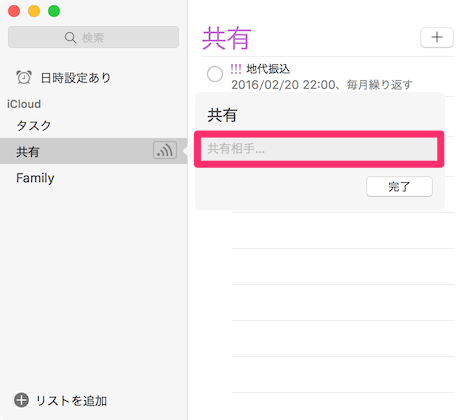 検索
日時設定あり
iCloud
タスク
共有
Family
リストを追加
共有
!!! 地代振込
2016/02/20 22:00、毎月繰り返す
共有
共有相手...
完了